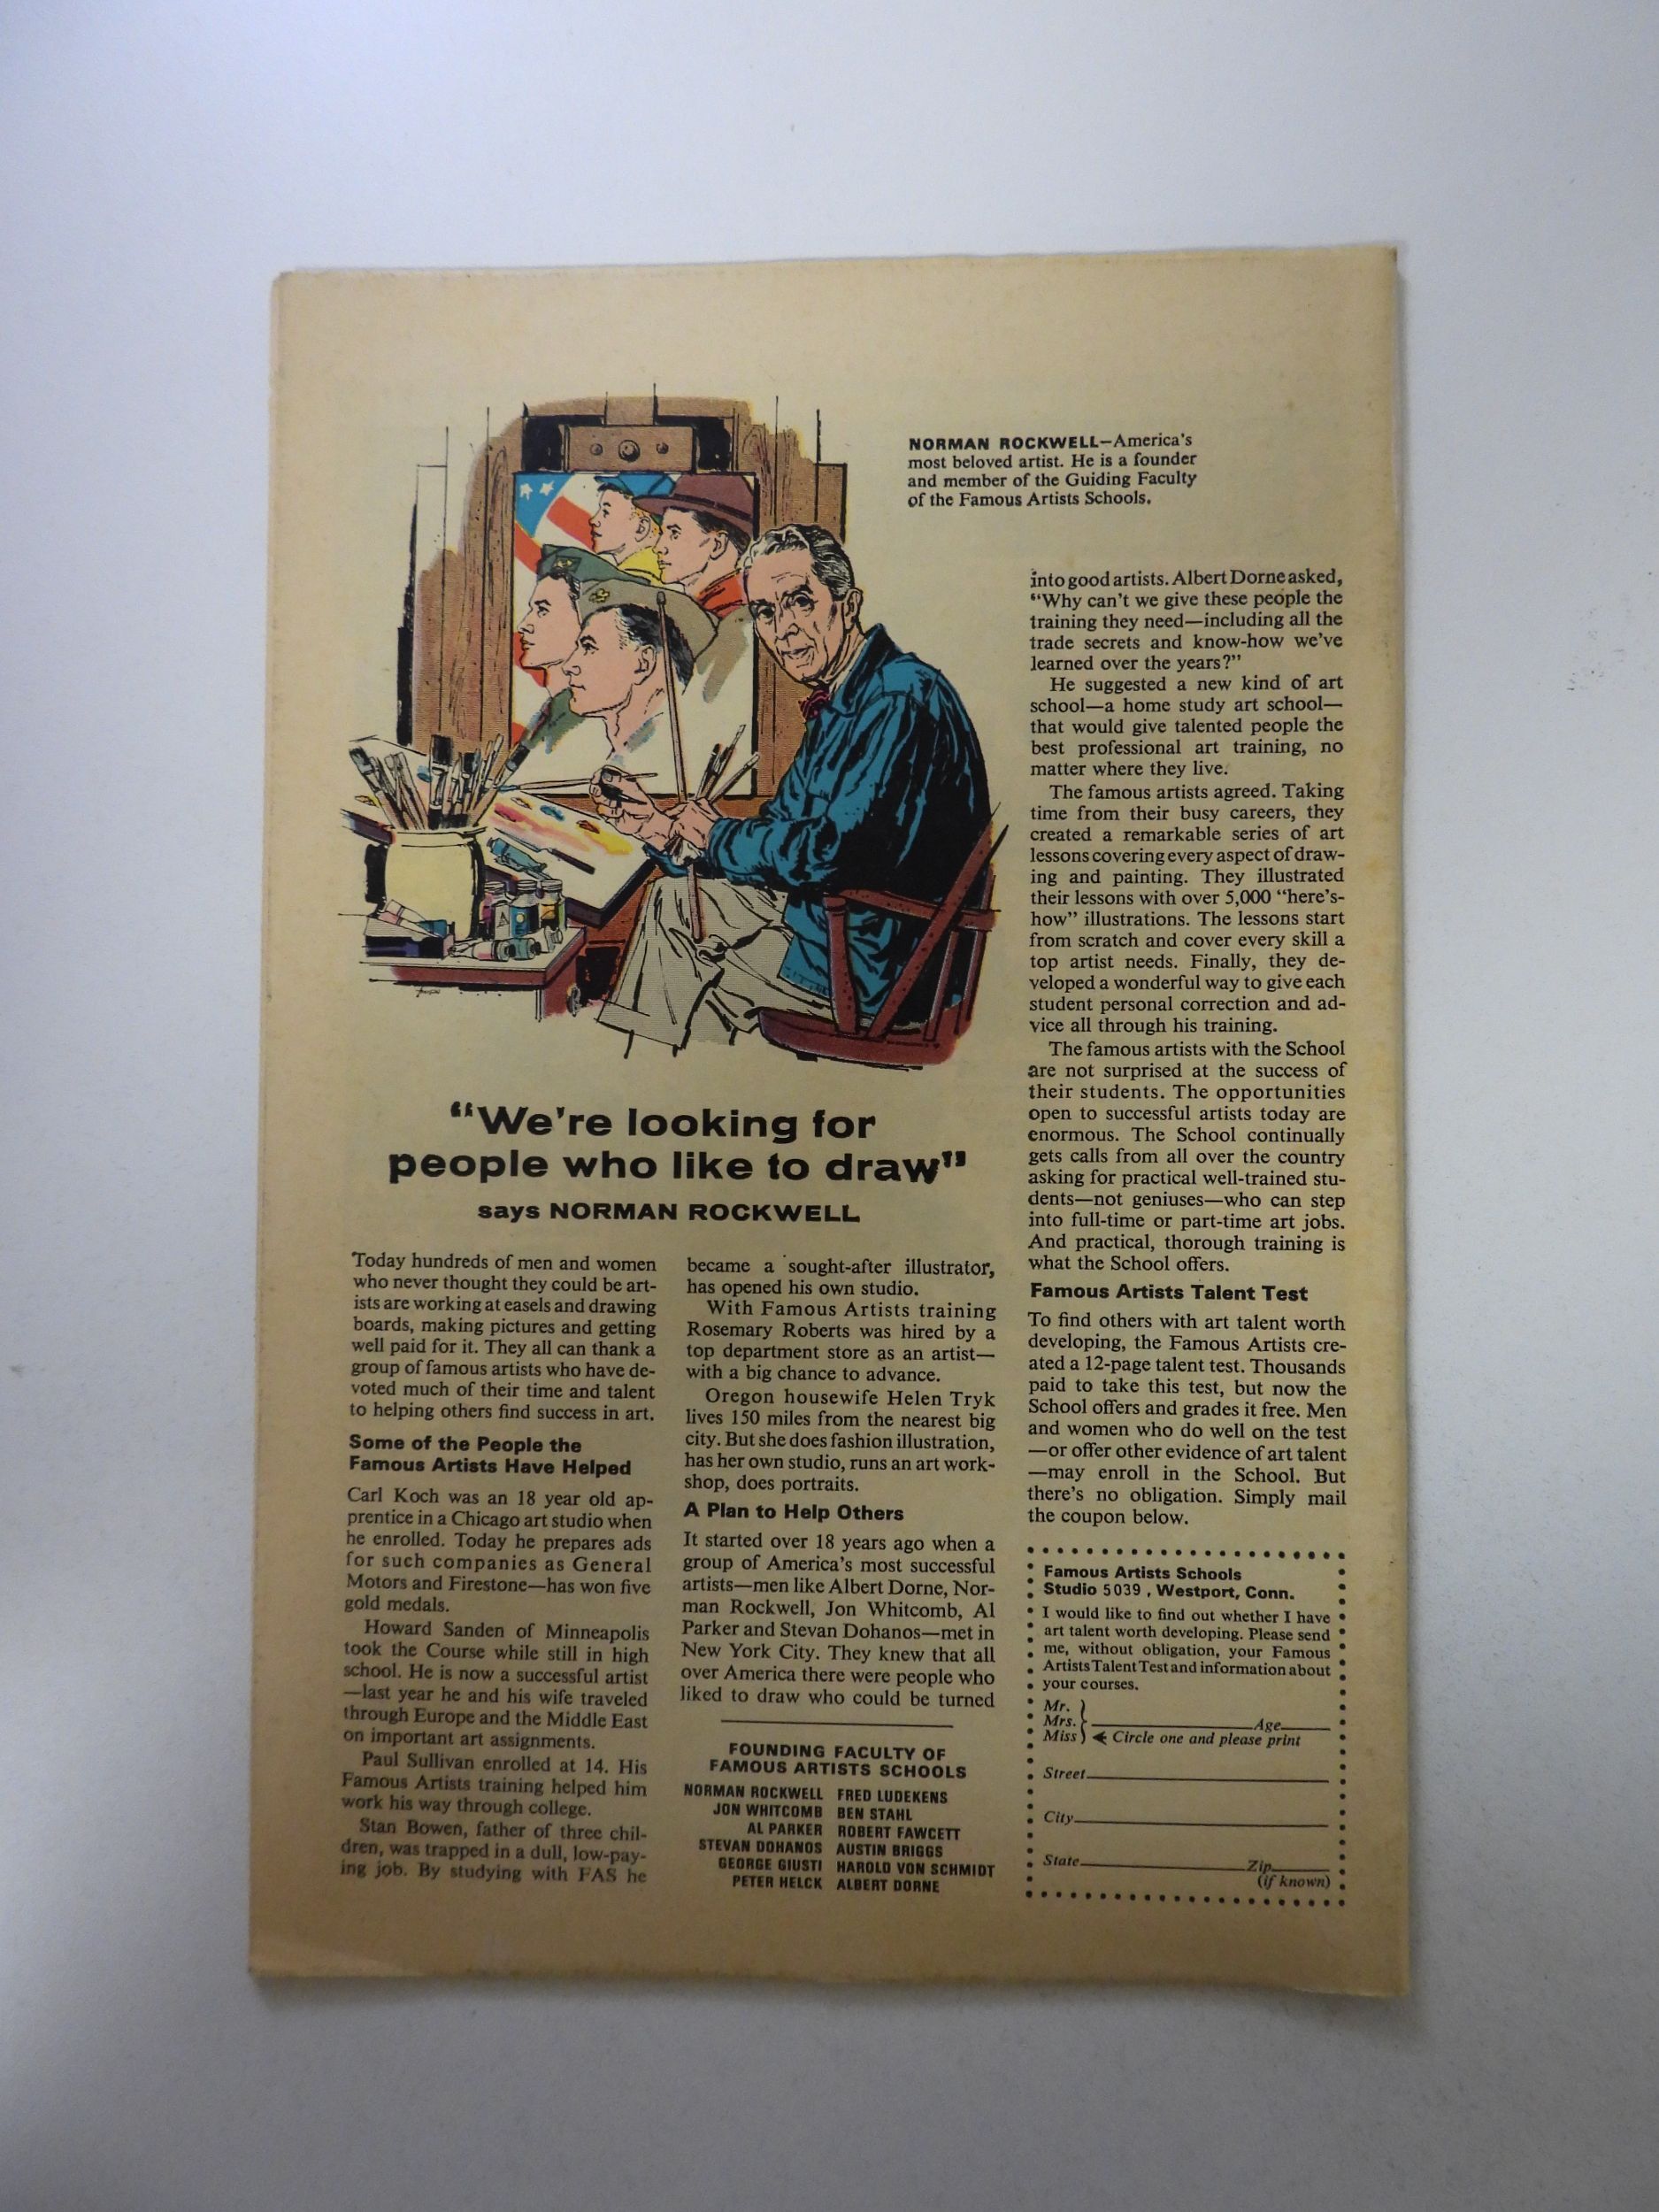 NORMAN ROCKWELL—America's
most beloved artist. He is a founder
and member of the Guiding Faculty
of the Famous Artists Schools.
"We're looking for
people who like to draw"
says NORMAN ROCKWELL
Today hundreds of men and women
who never thought they could be art-
ists are working at easels and drawing
boards, making pictures and getting
well paid for it. They all can thank a
group of famous artists who have de-
voted much of their time and talent
to helping others find success in art.
Some of the People the
Famous Artists Have Helped
Carl Koch was an 18 year old ap-
prentice in a Chicago art studio when
he enrolled. Today he prepares ads
for such companies as General
Motors and Firestone—has won five
gold medals.
Howard Sanden of Minneapolis
took the Course while still in high
school. He is now a successful artist
—last year he and his wife traveled
through Europe and the Middle East
on important art assignments.
Paul Sullivan enrolled at 14. His
Famous Artists training helped him
work his way through college.
Stan Bowen, father of three chil-
dren, was trapped in a dull, low-pay-
ing job. By studying with FAS he
became a sought-after illustrator,
has opened his own studio.
With Famous Artists training
Rosemary Roberts was hired by a
top department store as an artist—
with a big chance to advance.
Oregon housewife Helen Tryk
lives 150 miles from the nearest big
city. But she does fashion illustration,
has her own studio, runs an art work-
shop, does portraits.
A Plan to Help Others
It started over 18 years ago when a
group of America's most successful
artists—men like Albert Dorne, Nor-
man Rockwell, Jon Whitcomb, Al
Parker and Stevan Dohanos—met in
New York City. They knew that all
over America there were people who
liked to draw who could be turned
FOUNDING FACULTY OF
FAMOUS ARTISTS SCHOOLS
NORMAN ROCKWELL FRED LUDEKENS
JON WHITCOMB BEN STAHL
AL PARKER ROBERT FAWCETT
STEVAN DOHANOS AUSTIN BRIGGS
GEORGE GIUSTI HAROLD VON SCHMIDT
PETER HELCK ALBERT DORNE
into good artists. Albert Dorne asked,
"Why can't we give these people the
training they need—including all the
trade secrets and know-how we've
learned over the years?"
He suggested a new kind of art
school—a home study art school—
that would give talented people the
best professional art training, no
matter where they live.
The famous artists agreed. Taking
time from their busy careers, they
created a remarkable series of art
lessons covering every aspect of draw-
ing and painting. They illustrated
their lessons with over 5,000 "here's-
how" illustrations. The lessons start
from scratch and cover every skill a
top artist needs. Finally, they de-
veloped a wonderful way to give each
student personal correction and ad-
vice all through his training.
The famous artists with the School
are not surprised at the success of
their students. The opportunities
open to successful artists today are
enormous. The School continually
gets calls from all over the country
asking for practical well-trained stu-
dents—not geniuses—who can step
into full-time or part-time art jobs.
And practical, thorough training is
what the School offers.
Famous Artists Talent Test
To find others with art talent worth
developing, the Famous Artists cre-
ated a 12-page talent test. Thousands
paid to take this test, but now the
School offers and grades it free. Men
and women who do well on the test
—or offer other evidence of art talent
—may enroll in the School. But
there's no obligation. Simply mail
the coupon below.
Famous Artists Schools
Studio 5039, Westport, Conn.
I would like to find out whether I have
art talent worth developing. Please send
me, without obligation, your Famous
Artists Talent Test and information about
your courses.
Mr.
Mrs. Age
Miss Circle one and please print
Street
City
State Zip
(if known)